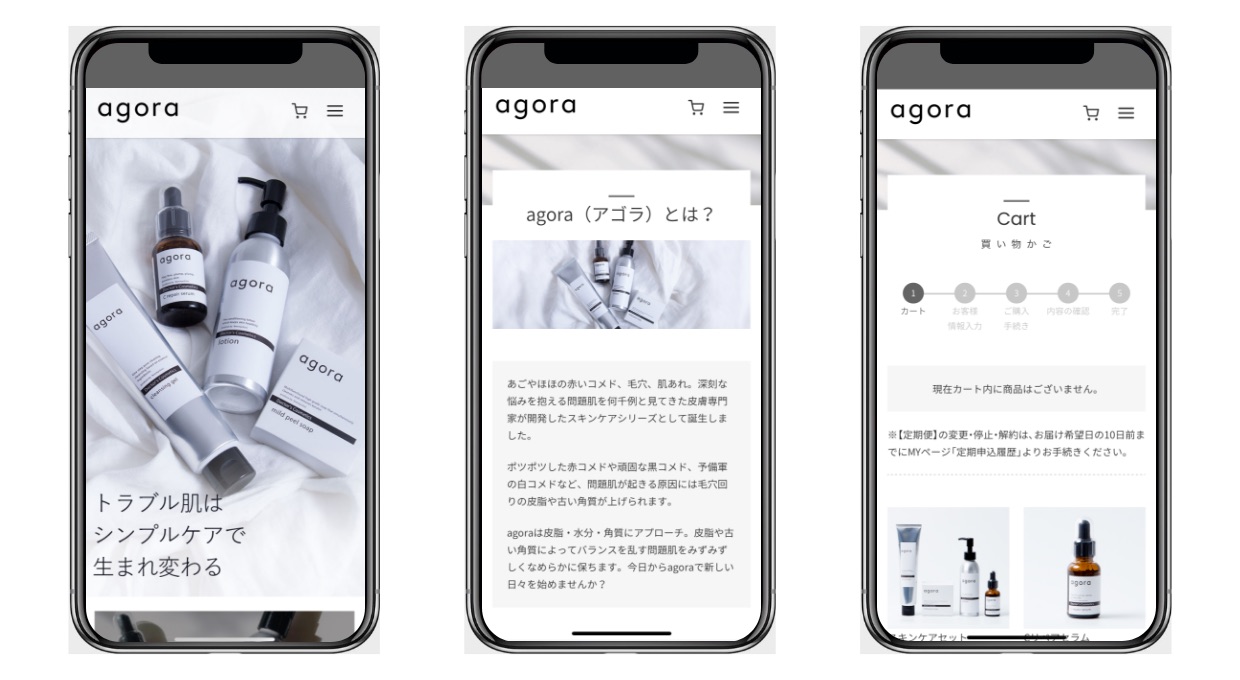 agora
agora
agora
agora
lotion
agora
cleansing gel
agora
mild peel soap
トラブル肌は
シンプルケアで
生まれ変わる
agora
agora（アゴラ）とは？
あごやほほの赤いコメド、毛穴、肌あれ。深刻な
悩みを抱える問題肌を何千例と見てきた皮膚専門
家が開発したスキンケアシリーズとして誕生しま
した。
ポツポツした赤コメドや頑固な黒コメド、予備軍
の白コメドなど、問題肌が起きる原因には毛穴回
りの皮脂や古い角質が上げられます。
agoraは皮脂・水分・角質にアプローチ。皮脂や古
い角質によってバランスを乱す問題肌をみずみず
しくなめらかに保ちます。今日からagoraで新しい
日々を始めませんか？
agora
Cart
買い物かご
1 2 3 4 5
カート お客様 ご購入 内容の確認 完了
情報入力 手続き
現在カート内に商品はございません。
※【定期便】の変更・停止・解約は、お届け希望日の10日前ま
でにMYページ「定期申込履歴」よりお手続きください。
agora
スキンケアセット